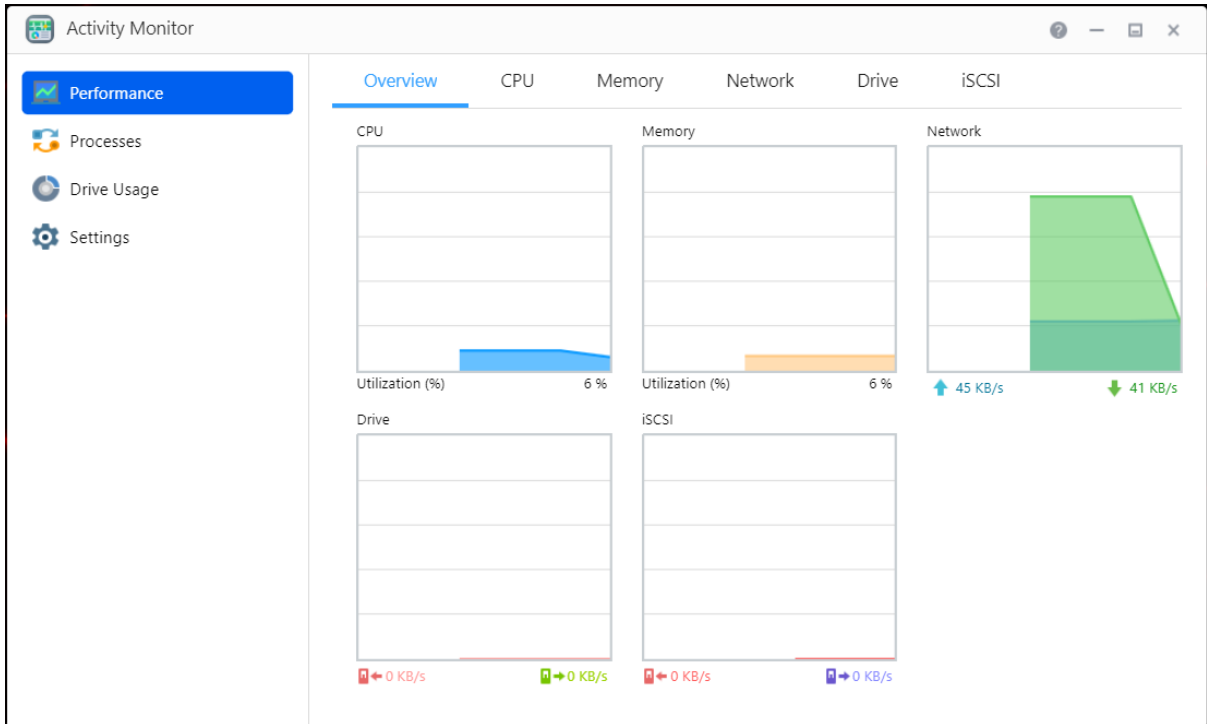 Activity Monitor
Performance
Processes
Drive Usage
Settings
Overview CPU Memory Network Drive iSCSI
CPU
Utilization (%) 6 %
Memory
Utilization (%) 6 %
Network
45 KB/s 41 KB/s
Drive
0 KB/s 0 KB/s
iSCSI
0 KB/s 0 KB/s